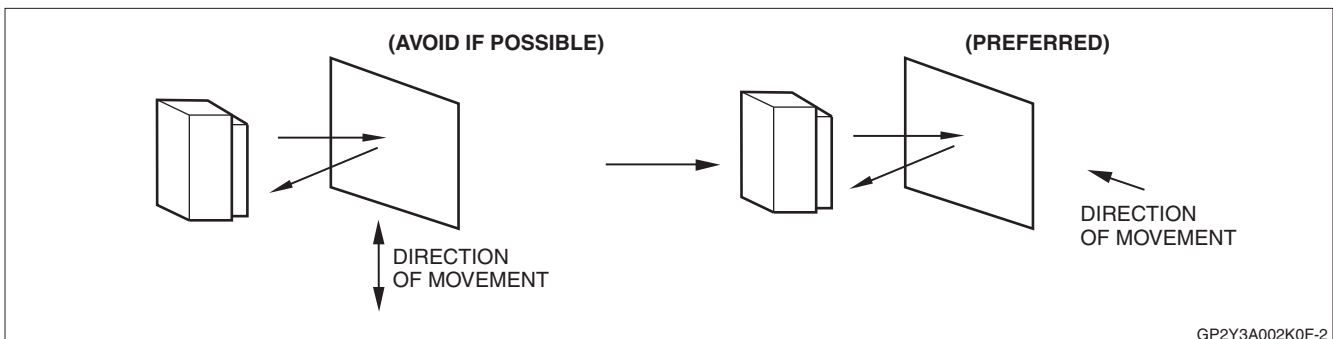 (AVOID IF POSSIBLE)
(PREFERRED)
DIRECTION
OF MOVEMENT
DIRECTION
OF MOVEMENT
GP2Y3A002K0F-2